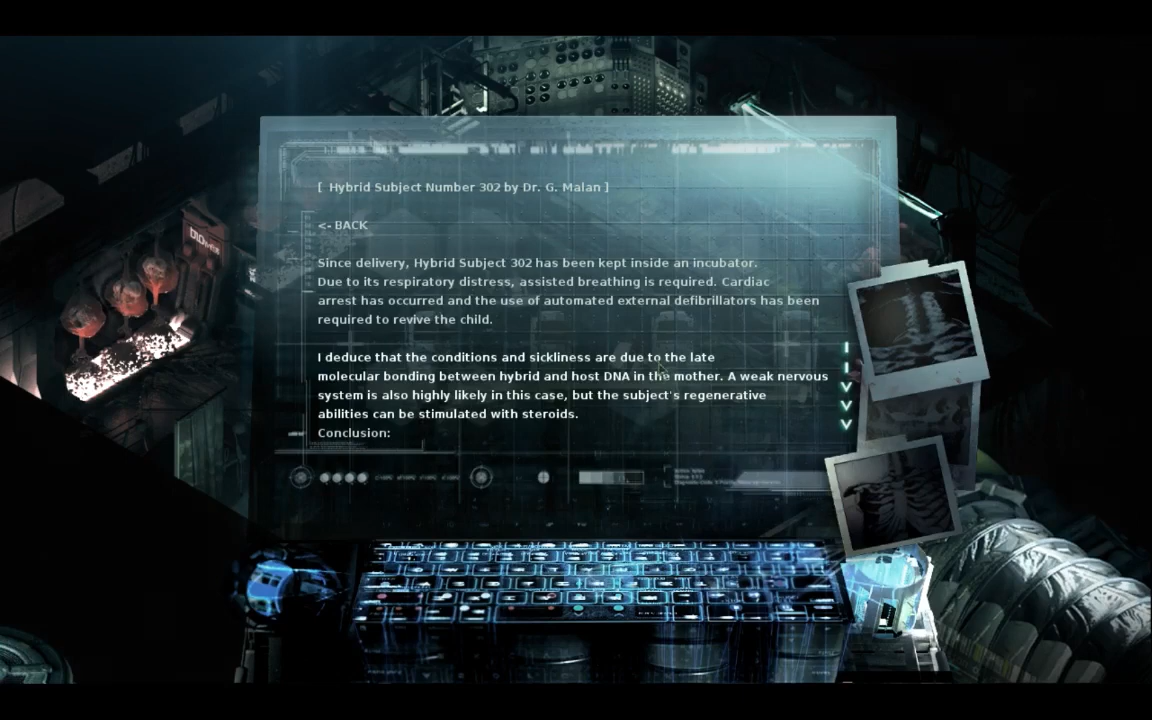 [ Hybrid Subject Number 302 by Dr. G. Malan ]
<- BACK
Since delivery, Hybrid Subject 302 has been kept inside an incubator.
Due to its respiratory distress, assisted breathing is required. Cardiac
arrest has occurred and the use of automated external defibrillators has been
required to revive the child.
I deduce that the conditions and sickliness are due to the late
molecular bonding between hybrid and host DNA in the mother. A weak nervous
system is also highly likely in this case, but the subject's regenerative
abilities can be stimulated with steroids.
Conclusion: